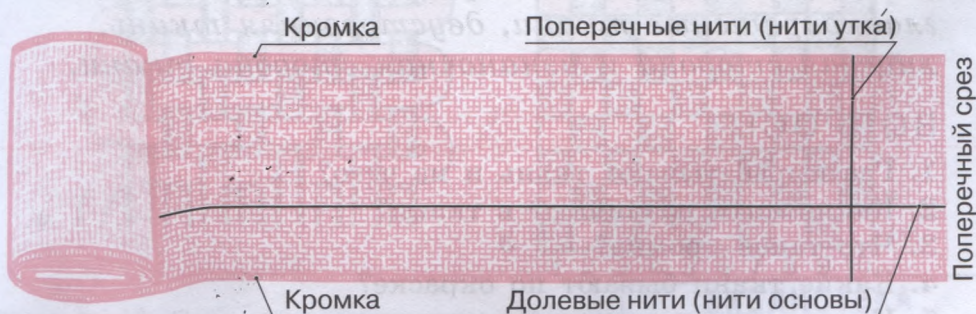 Кромка
Поперечные нити (нити утка́)
Поперечный срез
Кромка
Долевые нити (нити основы)